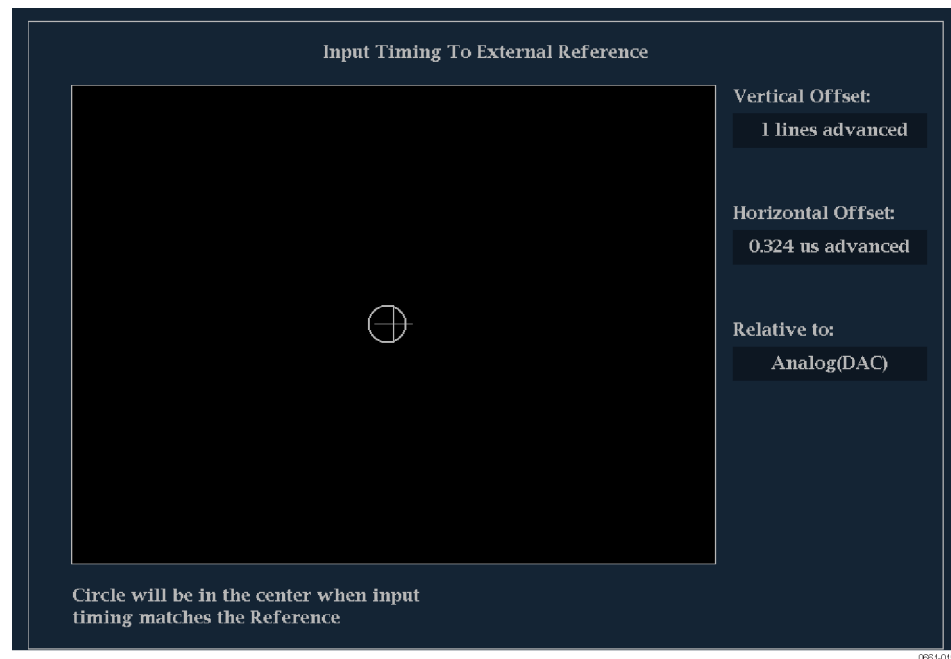 Input Timing To External Reference
Vertical Offset:
1 lines advanced
Horizontal Offset:
0.324 us advanced
Relative to:
Analog(DAC)
Circle will be in the center when input
timing matches the Reference